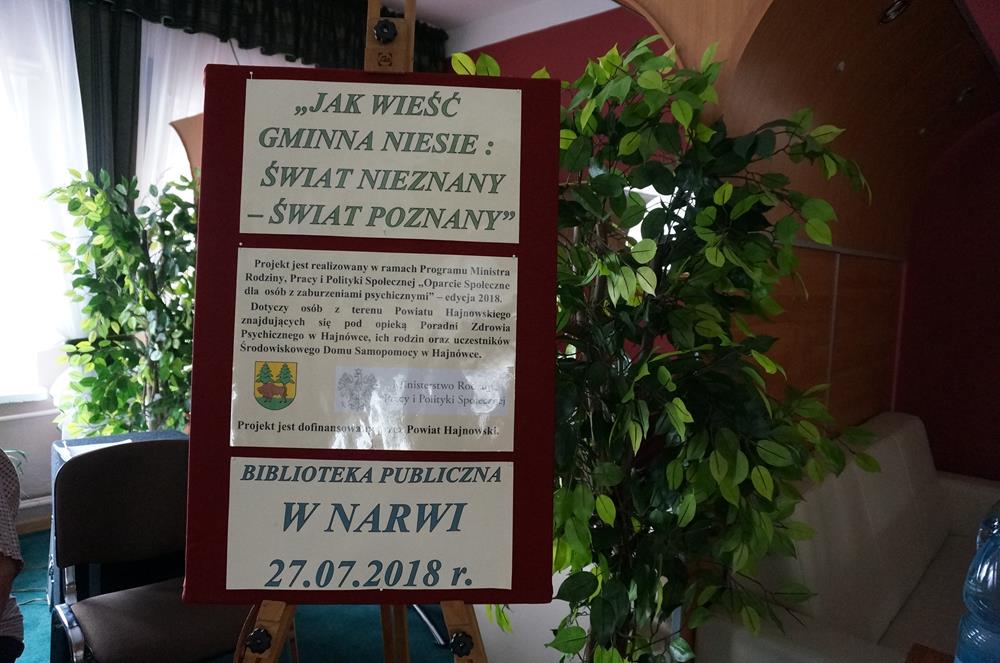 „JAK WIEŚĆ
GMINNA NIESIE :
ŚWIAT NIEZNANY
– ŚWIAT POZNANY”
Projekt jest realizowany w ramach Programu Ministra
Rodziny, Pracy i Polityki Społecznej „Oparcie Społeczne
dla osób z zaburzeniami psychicznymi” – edycja 2018.
Dotyczy osób z terenu Powiatu Hajnowskiego
znajdujących się pod opieką Poradni Zdrowia
Psychicznego w Hajnówce, ich rodzin oraz uczestników
Środowiskowego Domu Samopomocy w Hajnówce.
Ministerstwo Rodziny,
Pracy i Polityki Społecznej
Projekt jest dofinansowany przez Powiat Hajnowski.
BIBLIOTEKA PUBLICZNA
W NARWI
27.07.2018 r.